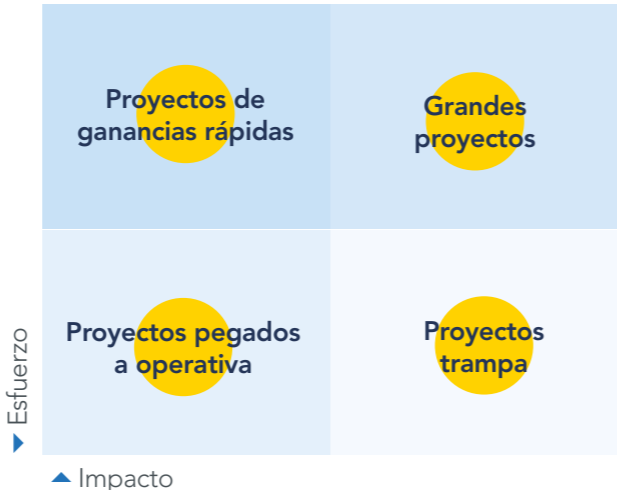 Proyectos de
ganancias rápidas
Grandes
proyectos
Proyectos pegados
a operativa
Proyectos
trampa
Esfuerzo
Impacto